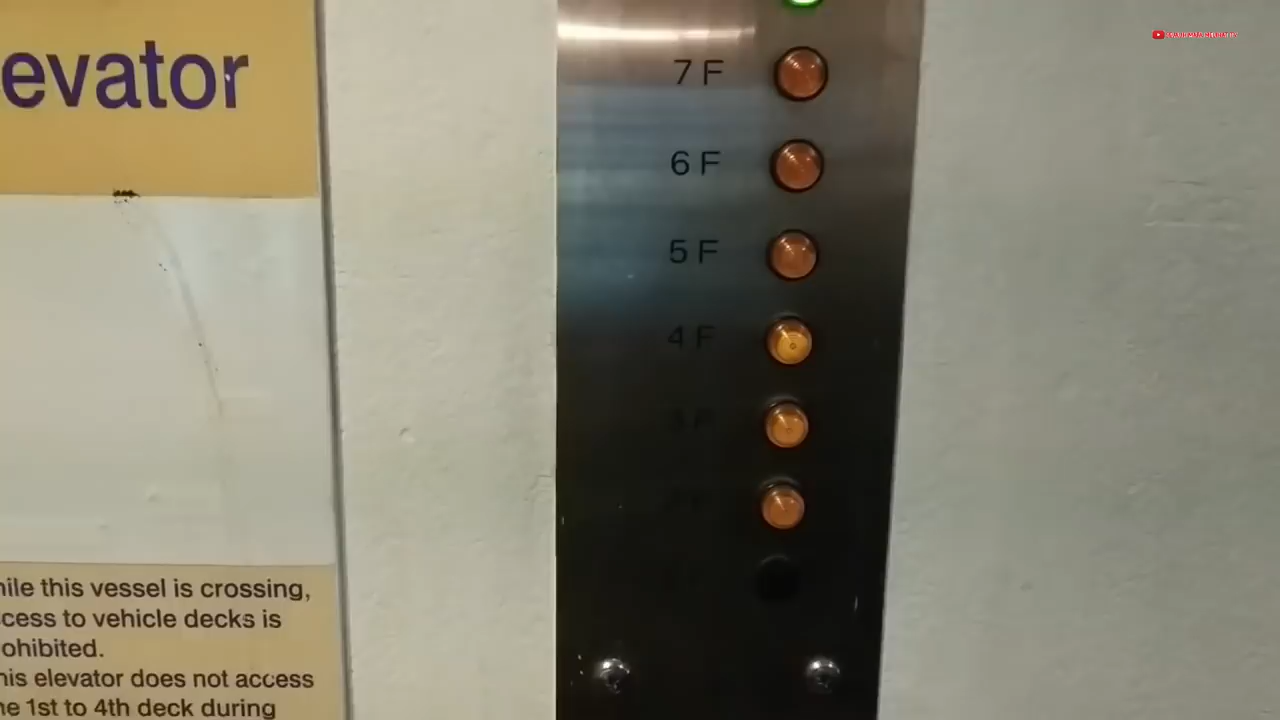 evator
7 F
6 F
5 F
4 F
3 F
hile this vessel is crossing,
cess to vehicle decks is
ohibited.
his elevator does not access
he 1st to 4th deck during